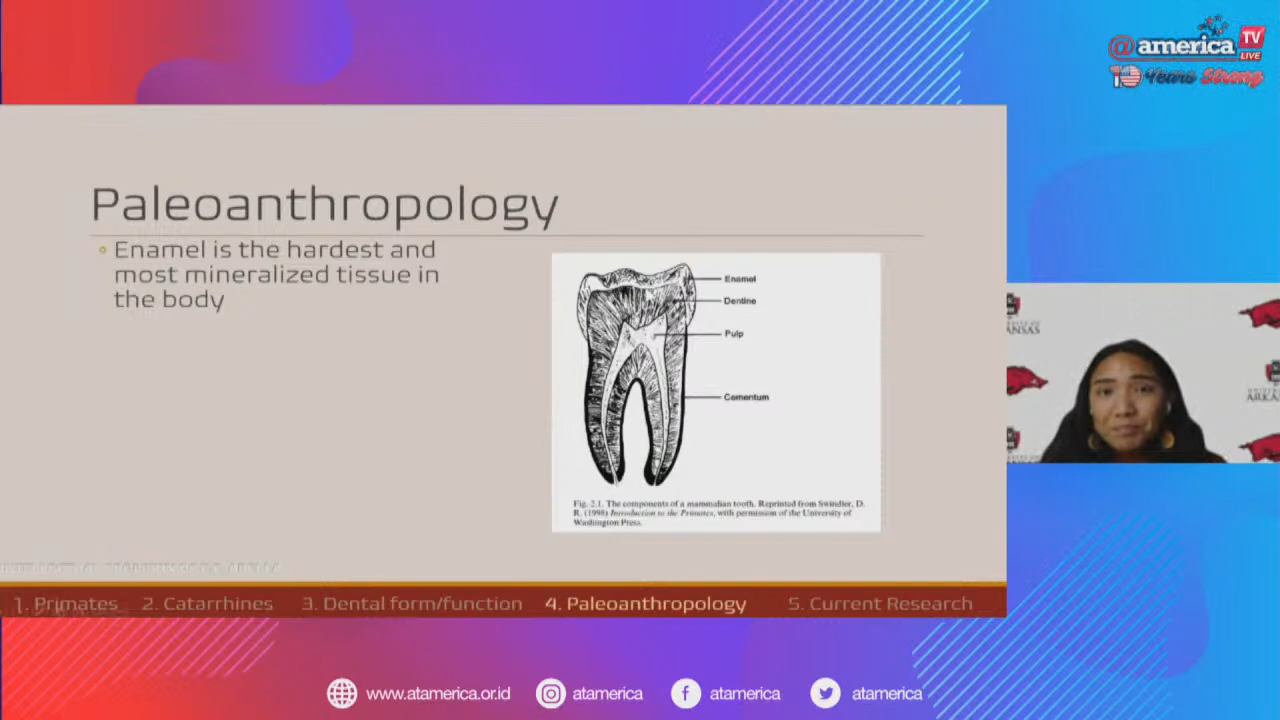 @america TV
LIVE
10 Years Strong
Paleoanthropology
Enamel is the hardest and
most mineralized tissue in
the body
Enamel
Dentine
Pulp
Cementum
Fig. 2.1. The components of a mammalian tooth. Reprinted from Swindler, D.
R. (1998) Introduction to the Primates, with permission of the University of
Washington Press.
1. Primates 2. Catarrhines 3. Dental form/function 4. Paleoanthropology 5. Current Research
www.atamerica.or.id atamerica atamerica atamerica